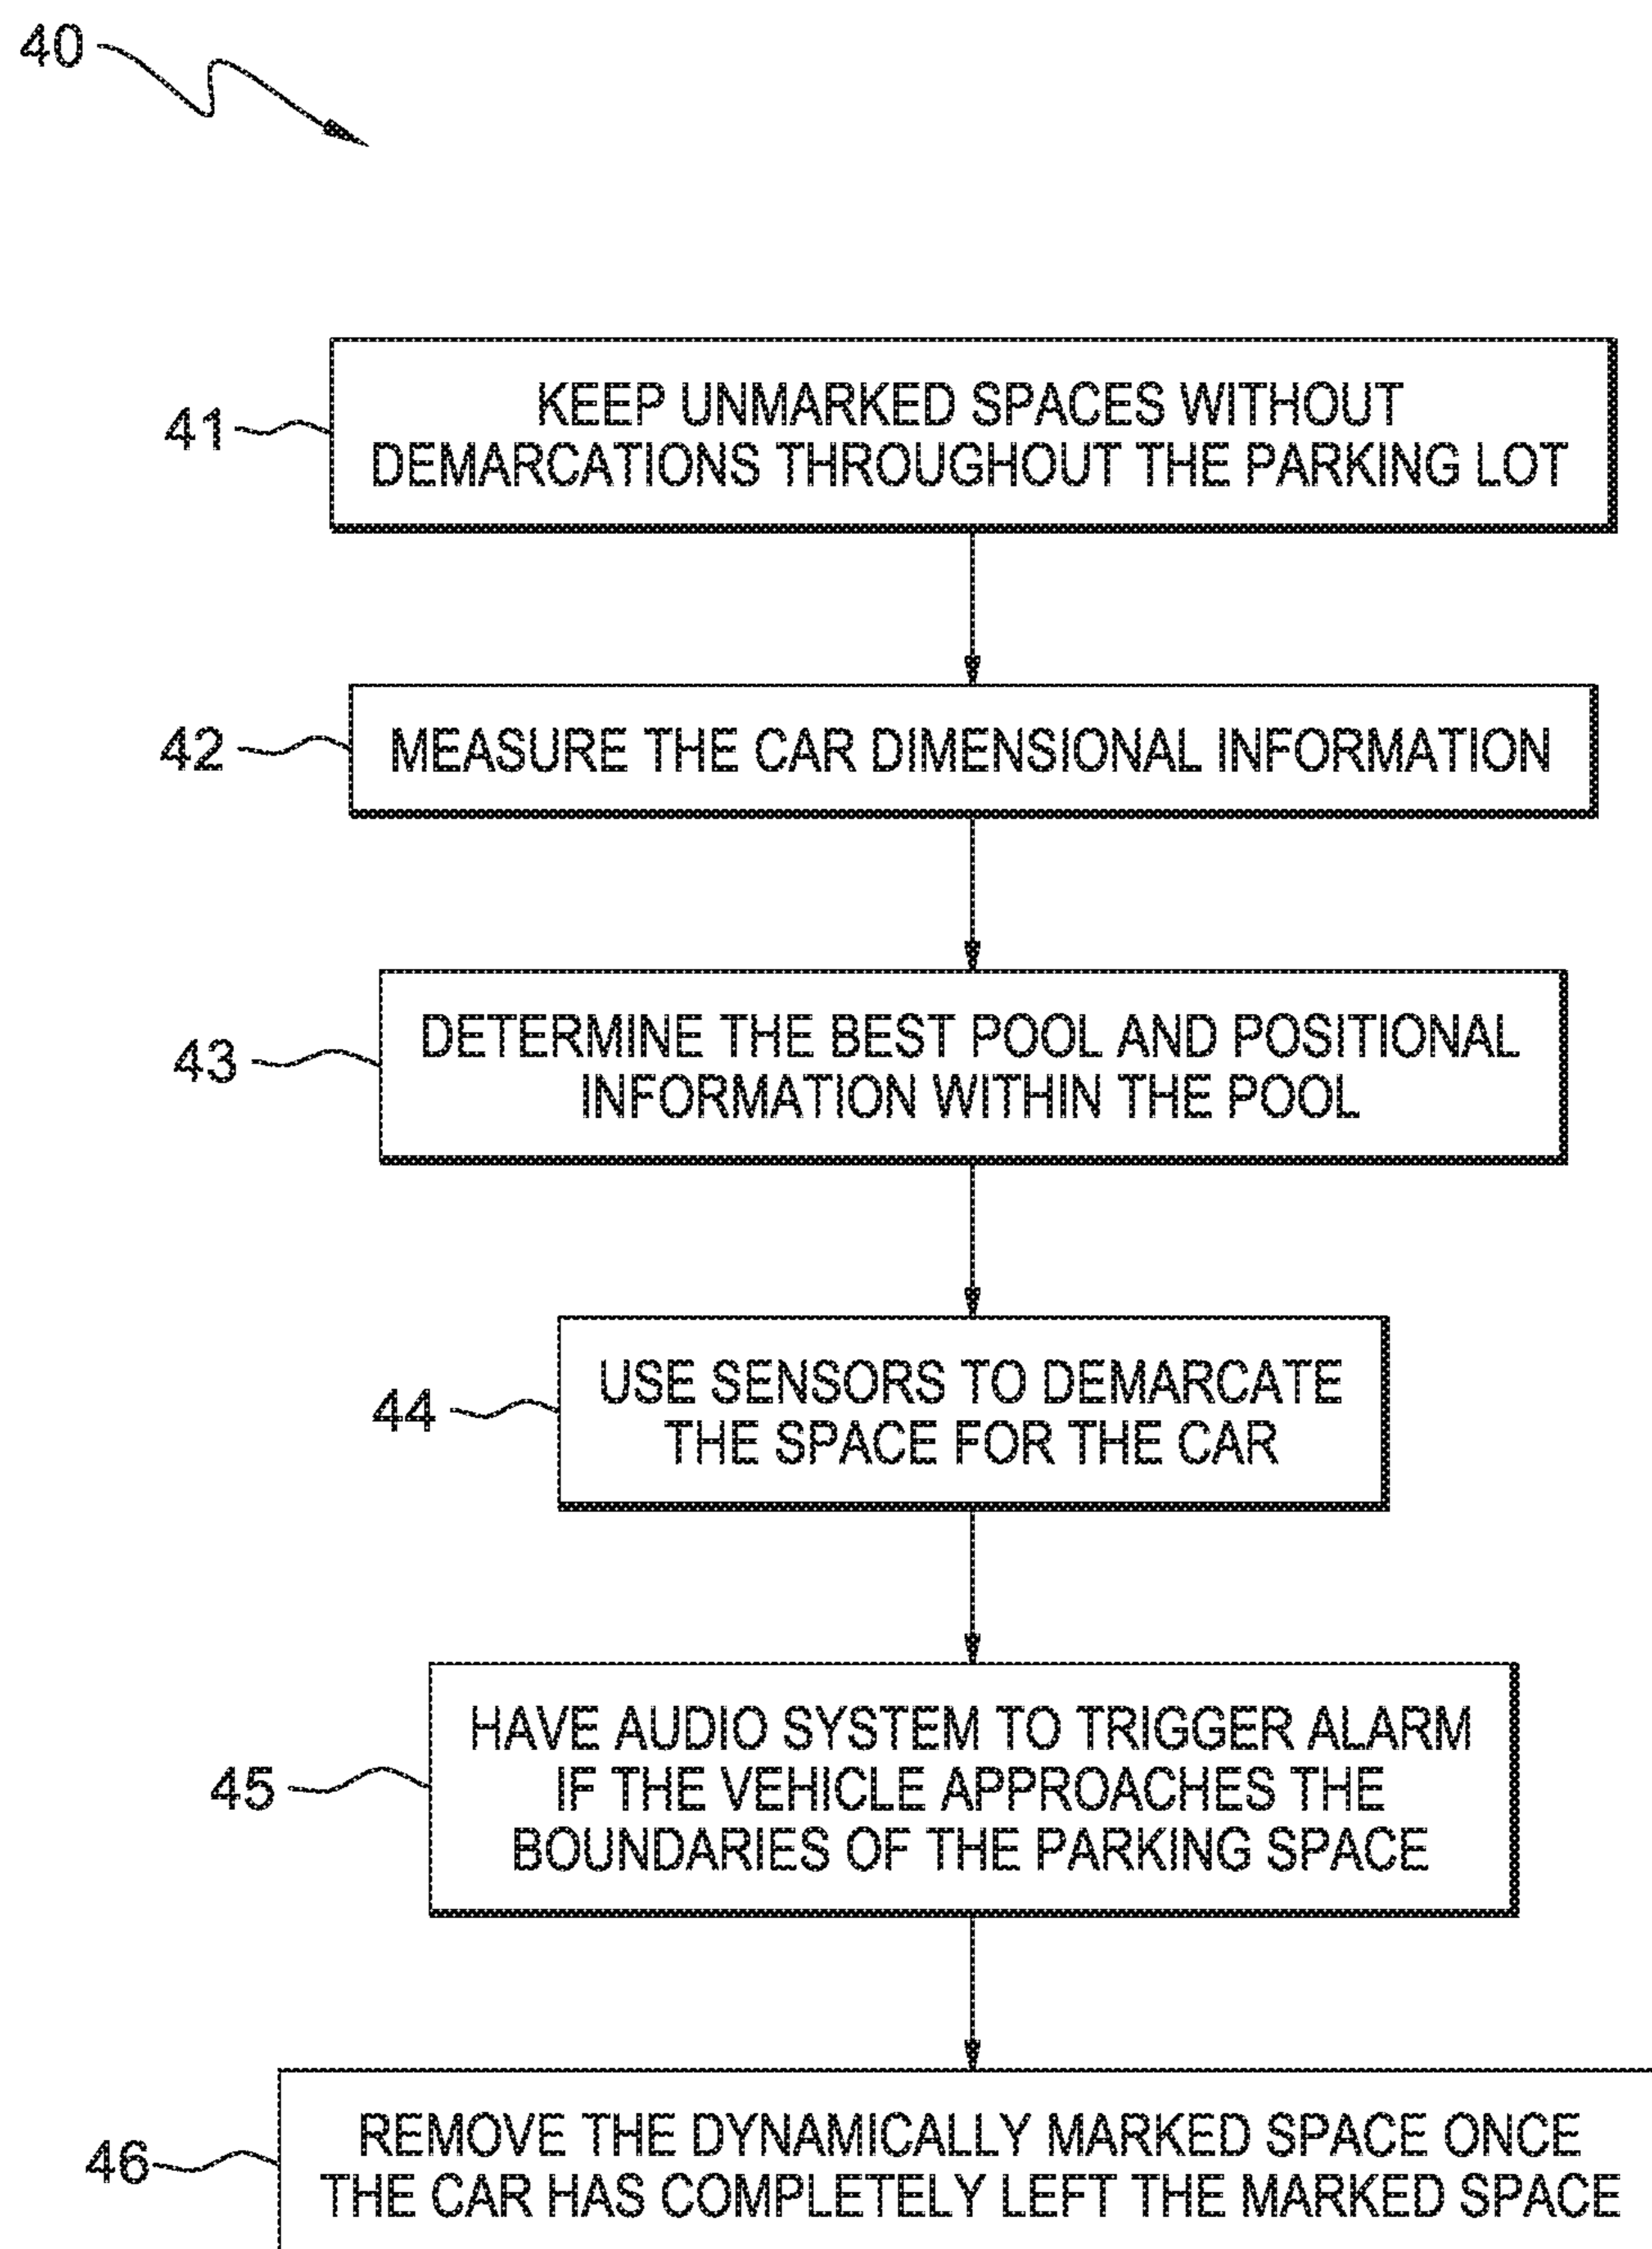 40
41
KEEP UNMARKED SPACES WITHOUT
DEMARCATIONS THROUGHOUT THE PARKING LOT
42
MEASURE THE CAR DIMENSIONAL INFORMATION
43
DETERMINE THE BEST POOL AND POSITIONAL
INFORMATION WITHIN THE POOL
44
USE SENSORS TO DEMARCATE
THE SPACE FOR THE CAR
45
HAVE AUDIO SYSTEM TO TRIGGER ALARM
IF THE VEHICLE APPROACHES THE
BOUNDARIES OF THE PARKING SPACE
46
REMOVE THE DYNAMICALLY MARKED SPACE ONCE
THE CAR HAS COMPLETELY LEFT THE MARKED SPACE